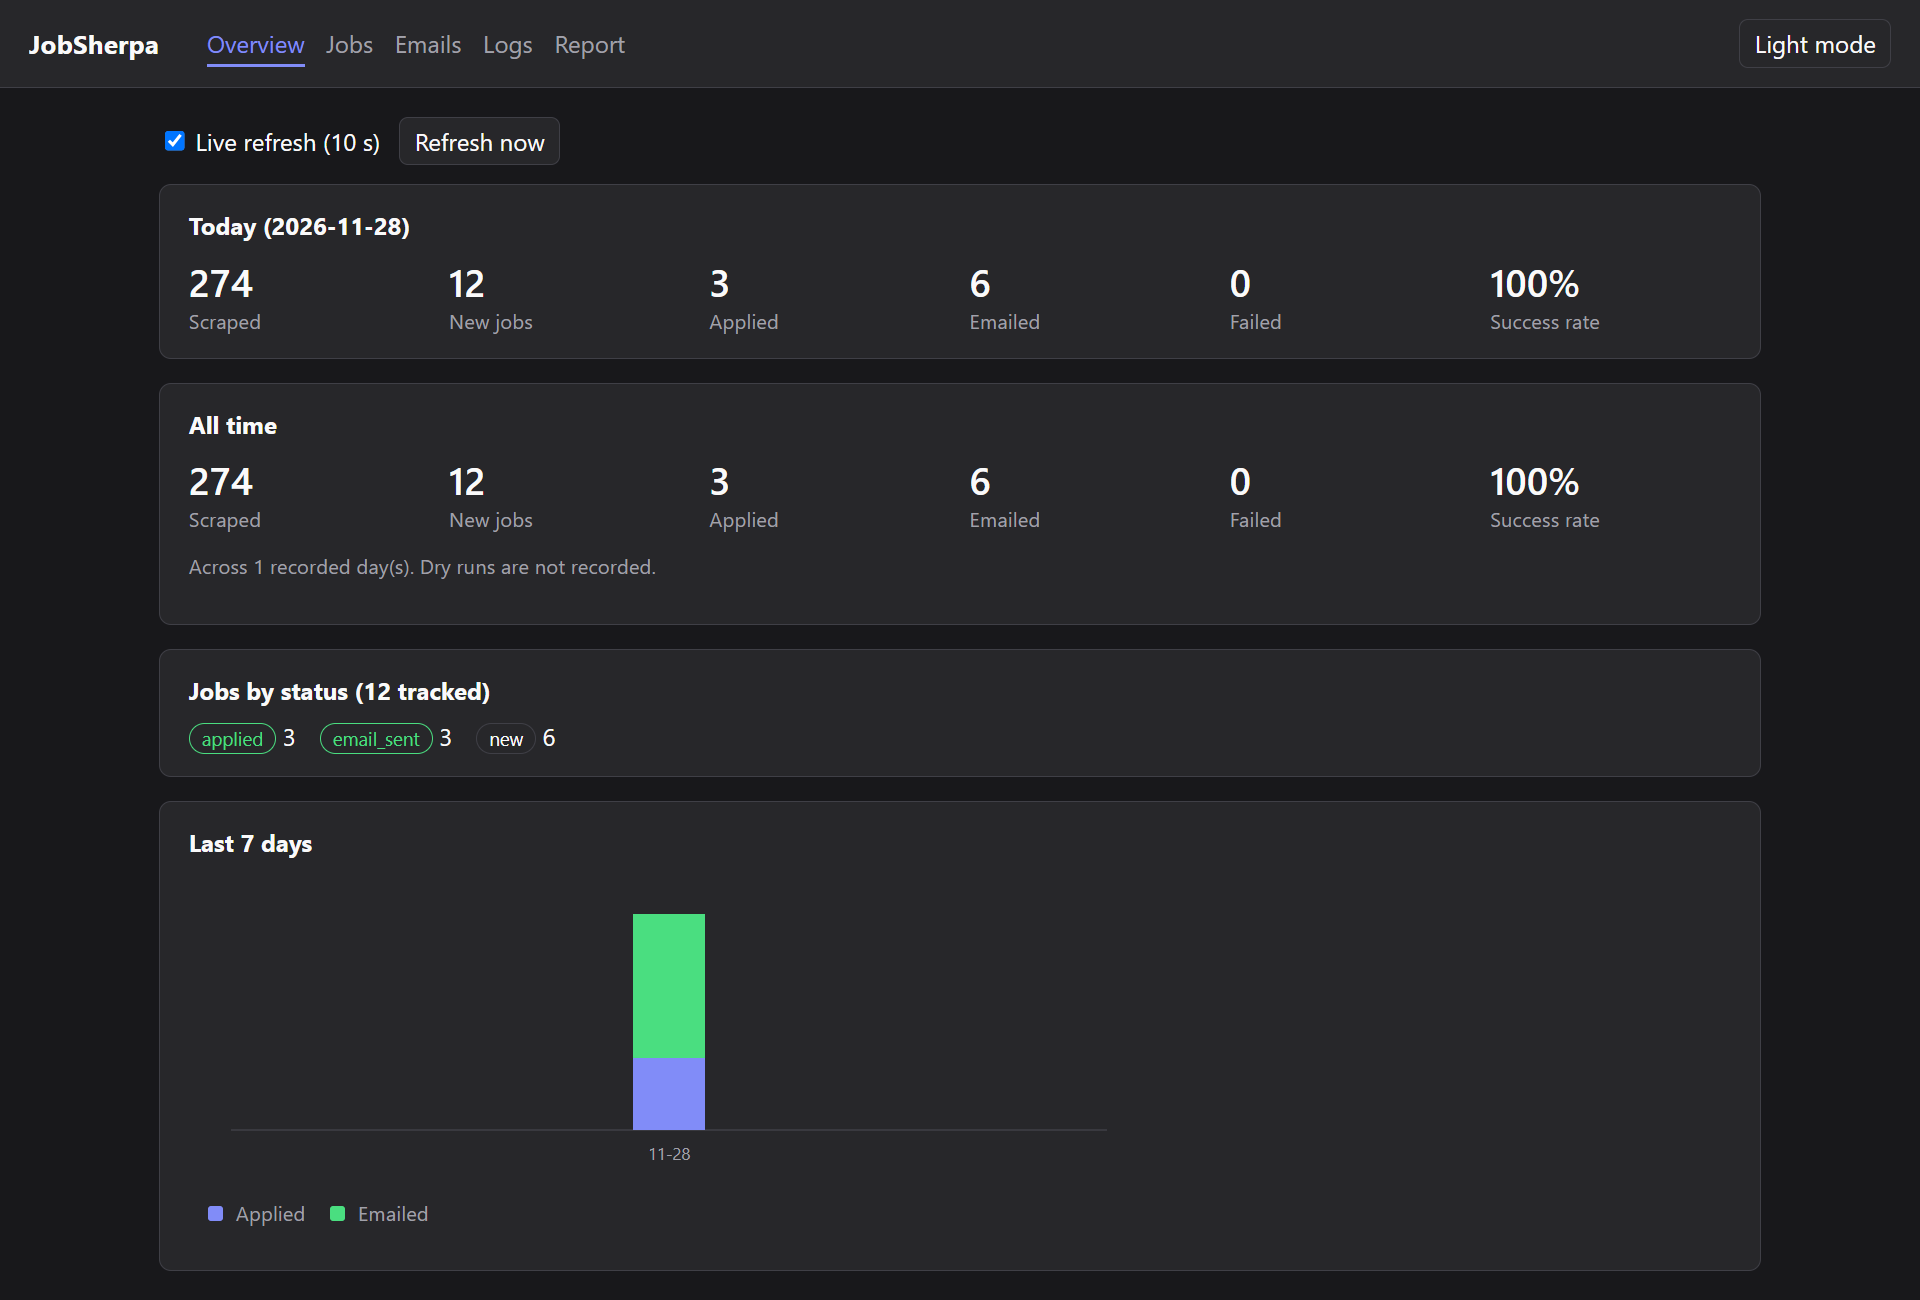 JobSherpa Overview Jobs Emails Logs Report Light mode
Live refresh (10 s) Refresh now
Today (2026-11-28)
274 12 3 6 0 100%
Scraped New jobs Applied Emailed Failed Success rate
All time
274 12 3 6 0 100%
Scraped New jobs Applied Emailed Failed Success rate
Across 1 recorded day(s). Dry runs are not recorded.
Jobs by status (12 tracked)
applied 3 email_sent 3 new 6
Last 7 days
11-28
Applied Emailed